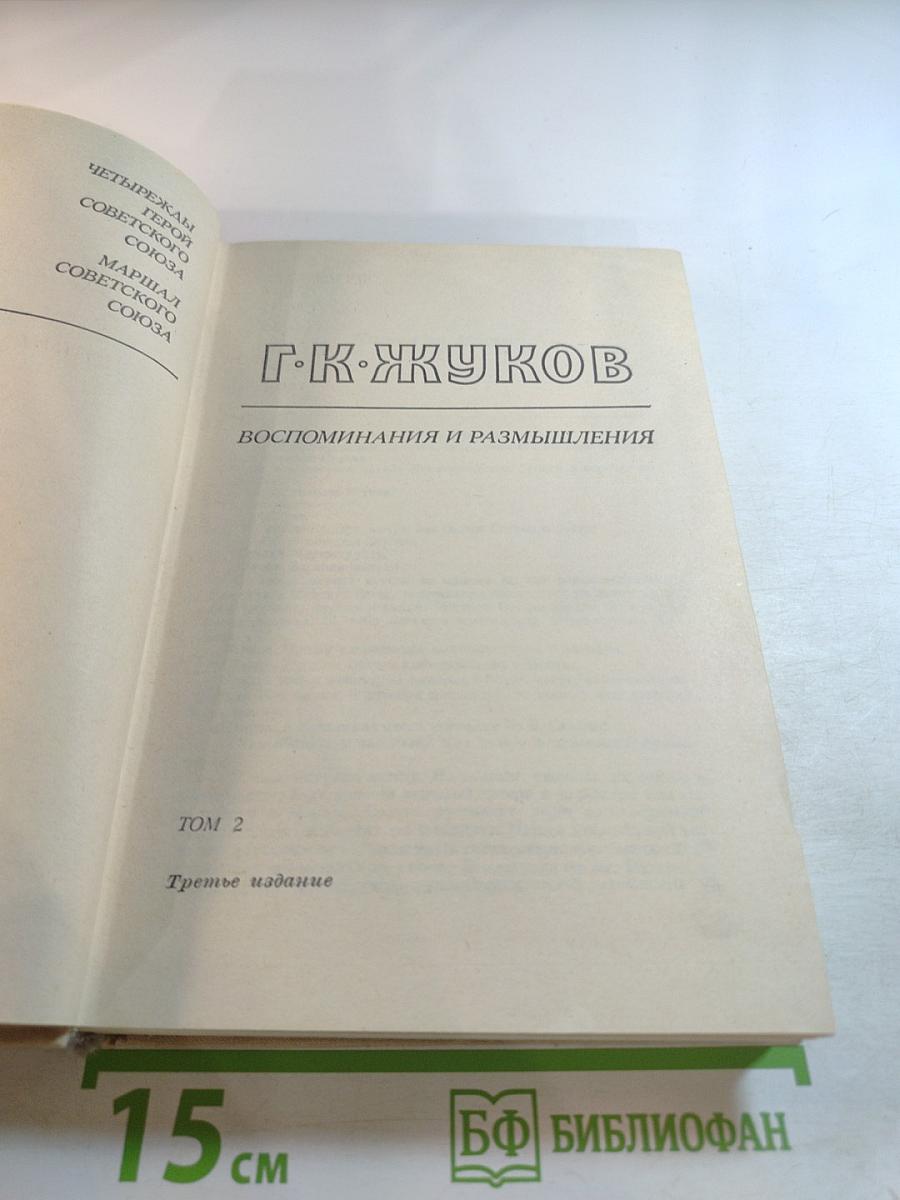 ЧЕТЫРЕЖДЫ
ГЕРОЙ
СОВЕТСКОГО
СОЮЗА
МАРШАЛ
СОВЕТСКОГО
СОЮЗА
Г·К·ЖУКОВ
ВОСПОМИНАНИЯ И РАЗМЫШЛЕНИЯ
ТОМ 2
Третье издание
15 см
БФ БИБЛИОФАН